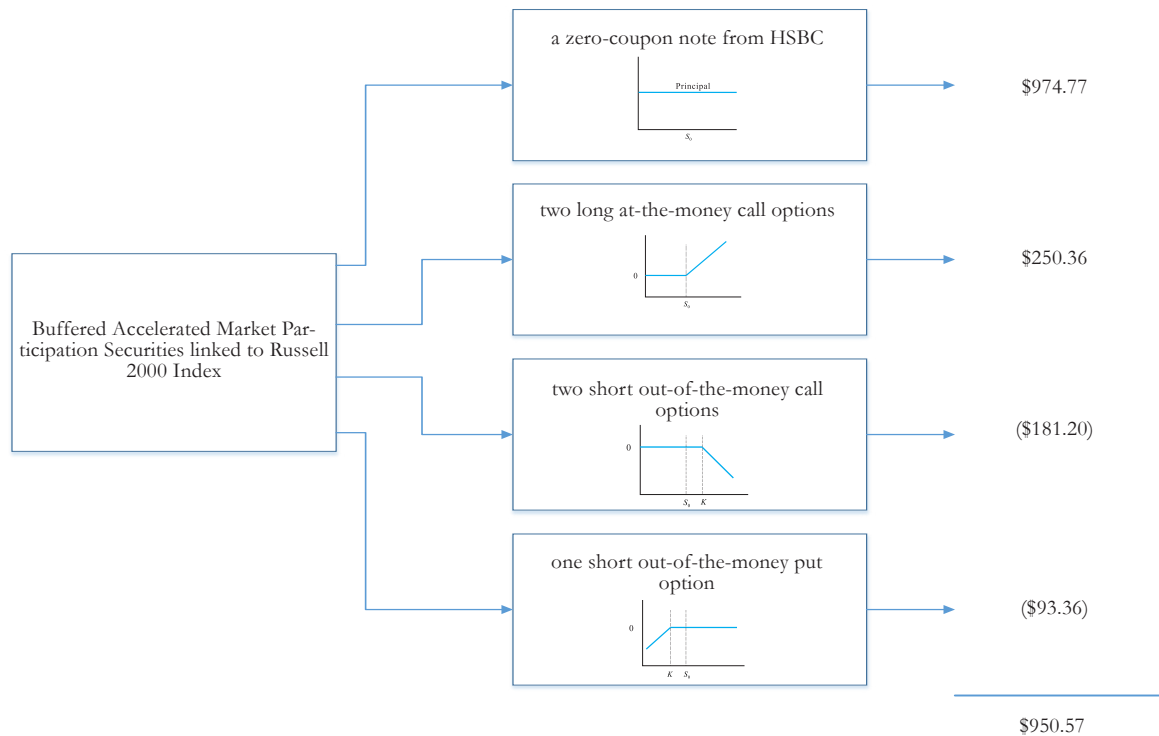 a zero-coupon note from HSBC
Principal
S₀
$974.77
two long at-the-money call options
0
S₀
$250.36
Buffered Accelerated Market Par-
ticipation Securities linked to Russell
2000 Index
two short out-of-the-money call
options
0
S₀ K
($181.20)
one short out-of-the-money put
option
0
K S₀
($93.36)
$950.57